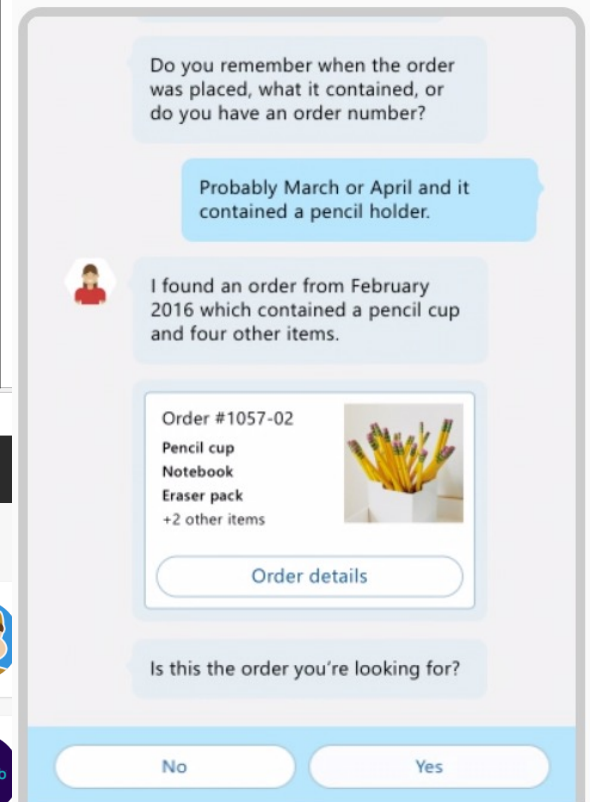 Do you remember when the order
was placed, what it contained, or
do you have an order number?
Probably March or April and it
contained a pencil holder.
I found an order from February
2016 which contained a pencil cup
and four other items.
Order #1057-02
Pencil cup
Notebook
Eraser pack
+2 other items
Order details
Is this the order you’re looking for?
No
Yes